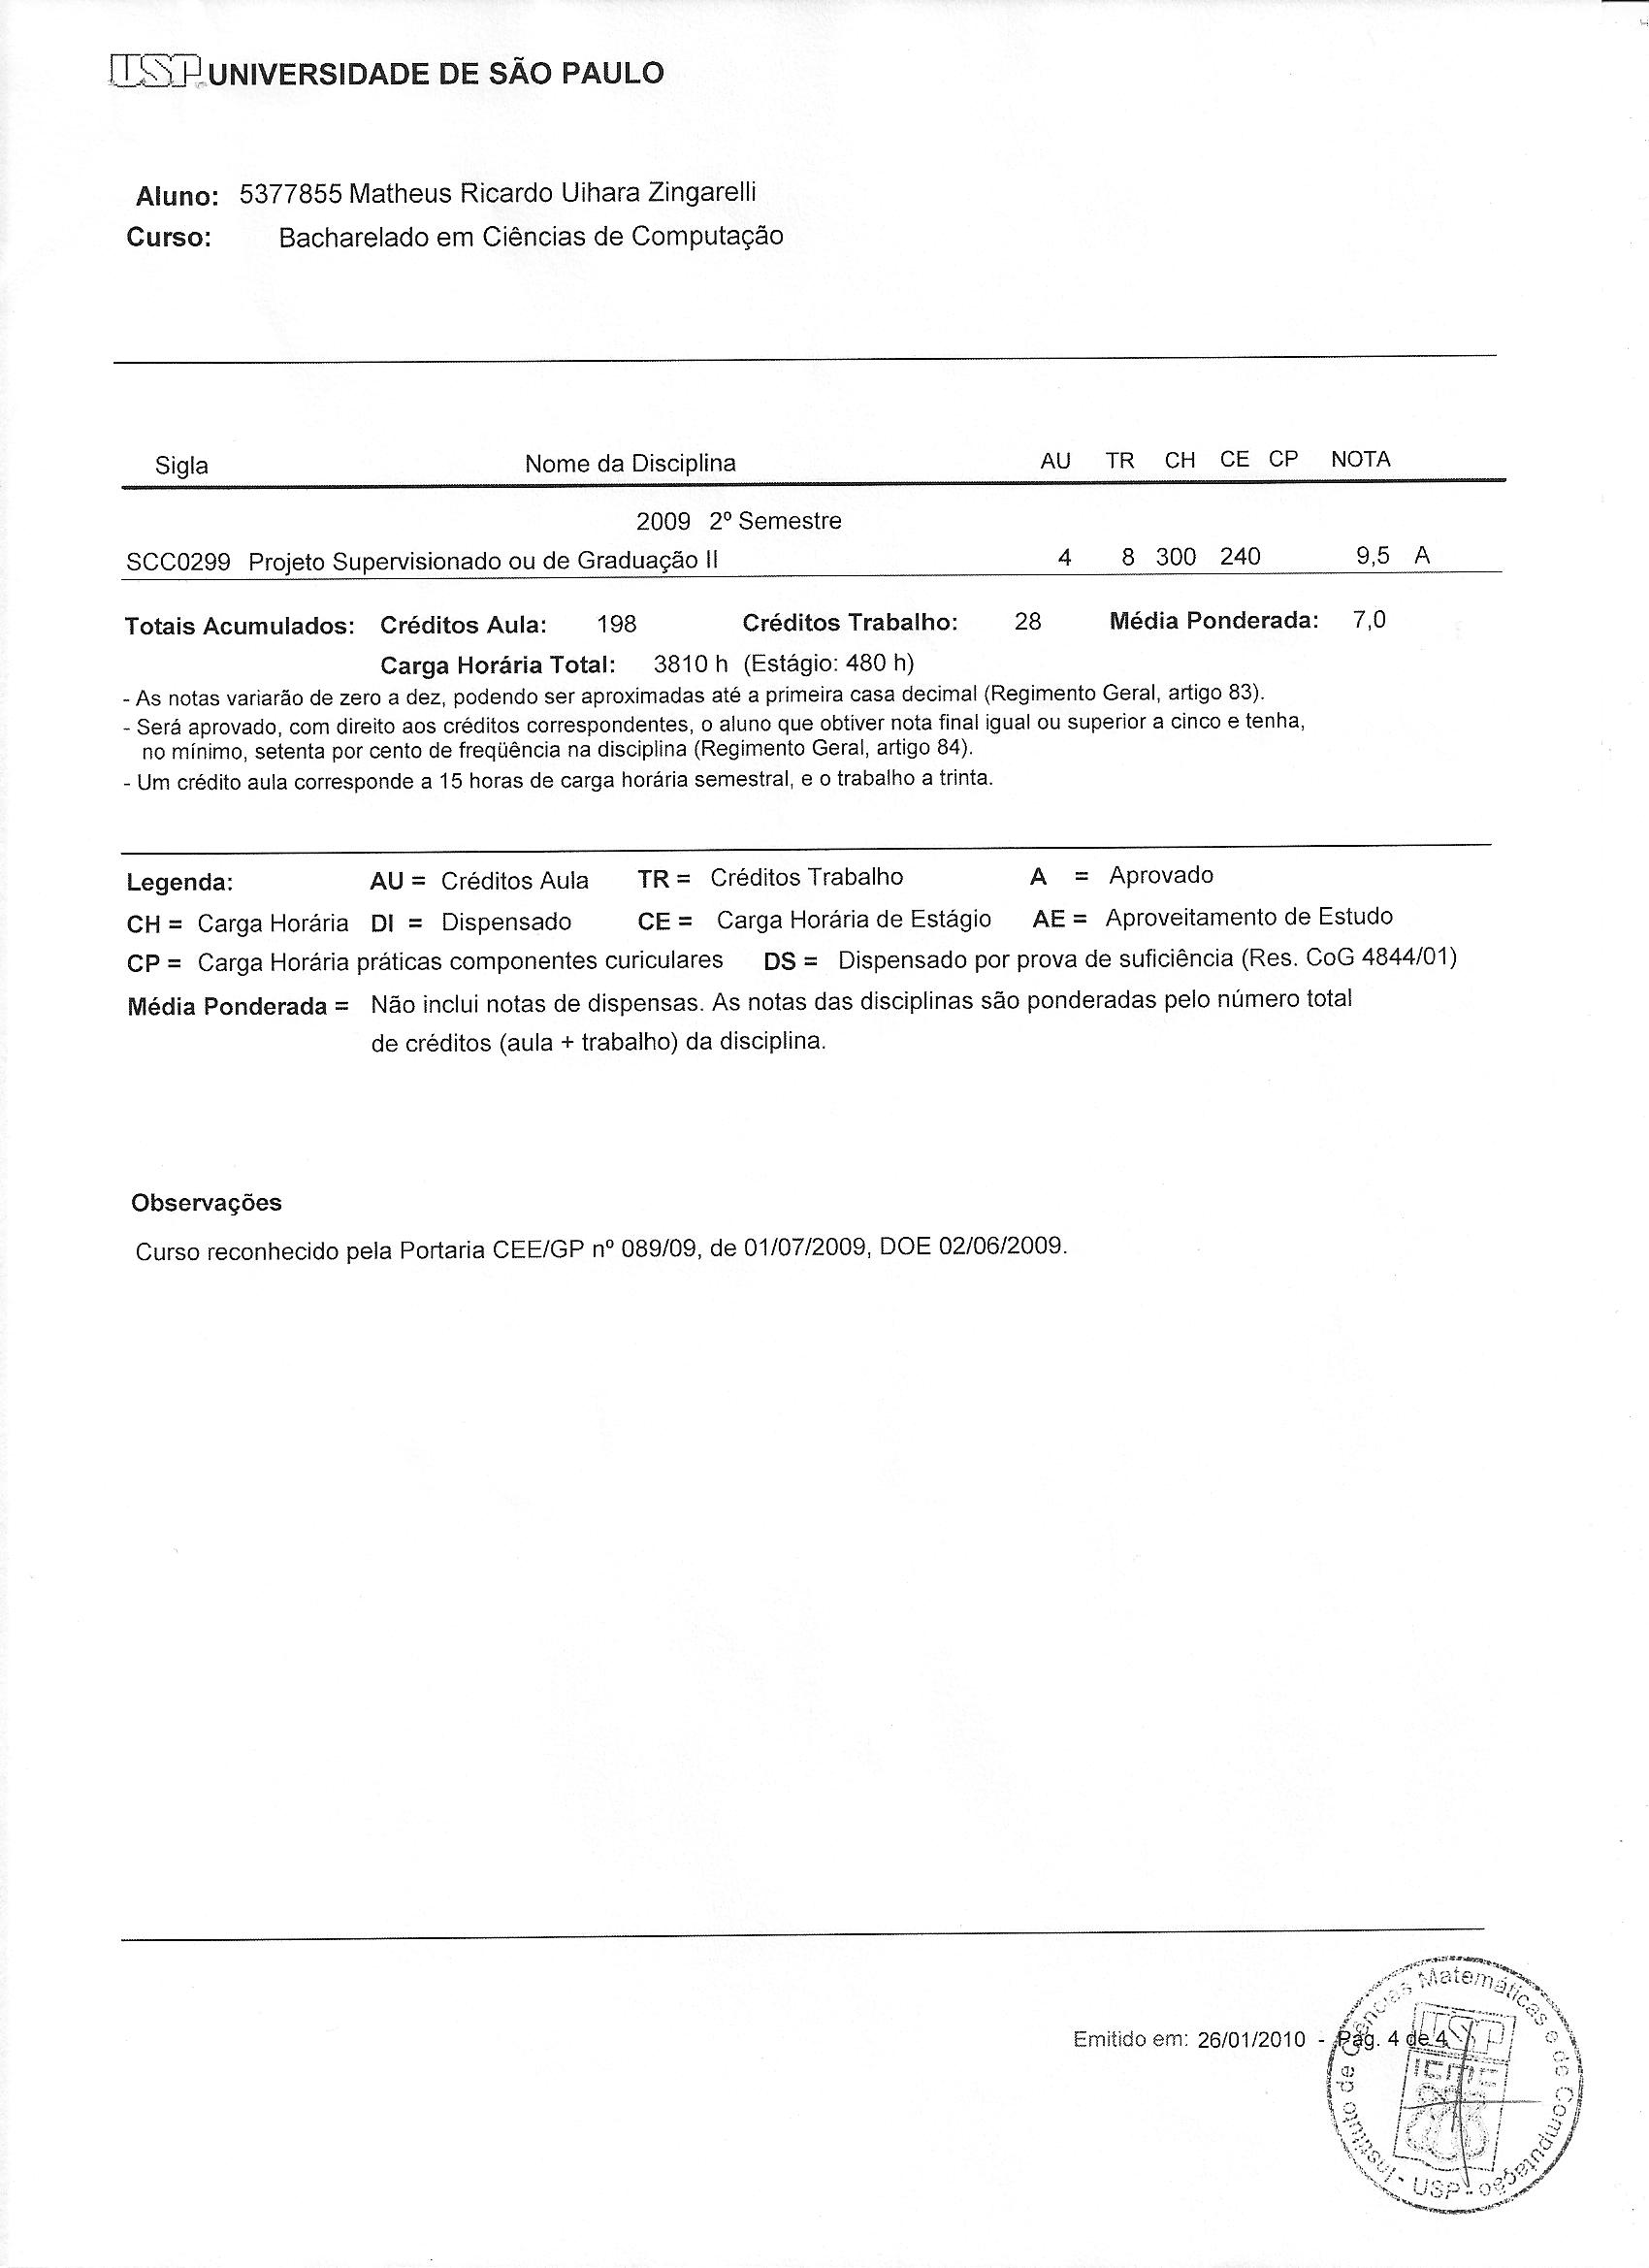 USP UNIVERSIDADE DE SÃO PAULO
Aluno: 5377855 Matheus Ricardo Uihara Zingarelli
Curso: Bacharelado em Ciências de Computação
Sigla Nome da Disciplina AU TR CH CE CP NOTA
2009 2º Semestre
SCC0299 Projeto Supervisionado ou de Graduação II 4 8 300 240 9,5 A
Totais Acumulados: Créditos Aula: 198 Créditos Trabalho: 28 Média Ponderada: 7,0
Carga Horária Total: 3810 h (Estágio: 480 h)
- As notas variarão de zero a dez, podendo ser aproximadas até a primeira casa decimal (Regimento Geral, artigo 83).
- Será aprovado, com direito aos créditos correspondentes, o aluno que obtiver nota final igual ou superior a cinco e tenha,
no mínimo, setenta por cento de freqüência na disciplina (Regimento Geral, artigo 84).
- Um crédito aula corresponde a 15 horas de carga horária semestral, e o trabalho a trinta.
Legenda: AU = Créditos Aula TR = Créditos Trabalho A = Aprovado
CH = Carga Horária DI = Dispensado CE = Carga Horária de Estágio AE = Aproveitamento de Estudo
CP = Carga Horária práticas componentes curiculares DS = Dispensado por prova de suficiência (Res. CoG 4844/01)
Média Ponderada = Não inclui notas de dispensas. As notas das disciplinas são ponderadas pelo número total
de créditos (aula + trabalho) da disciplina.
Observações
Curso reconhecido pela Portaria CEE/GP nº 089/09, de 01/07/2009, DOE 02/06/2009.
Emitido em: 26/01/2010 - Pág. 4 de 4
Instituto de Ciências Matemáticas e de Computação - USP -
USP
ICMC